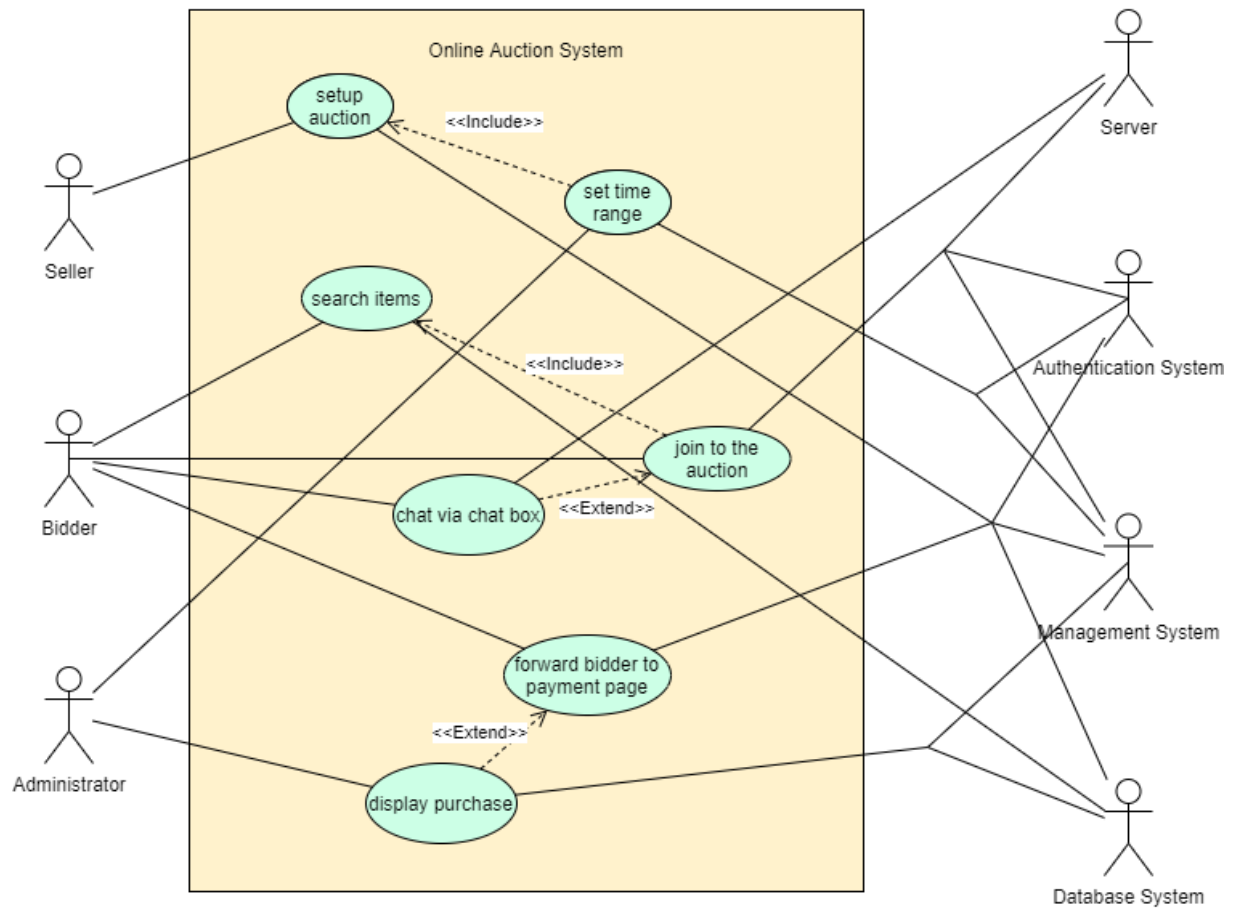 Online Auction System
setup
auction
<<Include>>
Server
set time
range
Seller
search items
<<Include>>
Authentication System
join to the
auction
<<Extend>>
chat via chat box
Bidder
Management System
forward bidder to
payment page
<<Extend>>
Administrator
display purchase
Database System